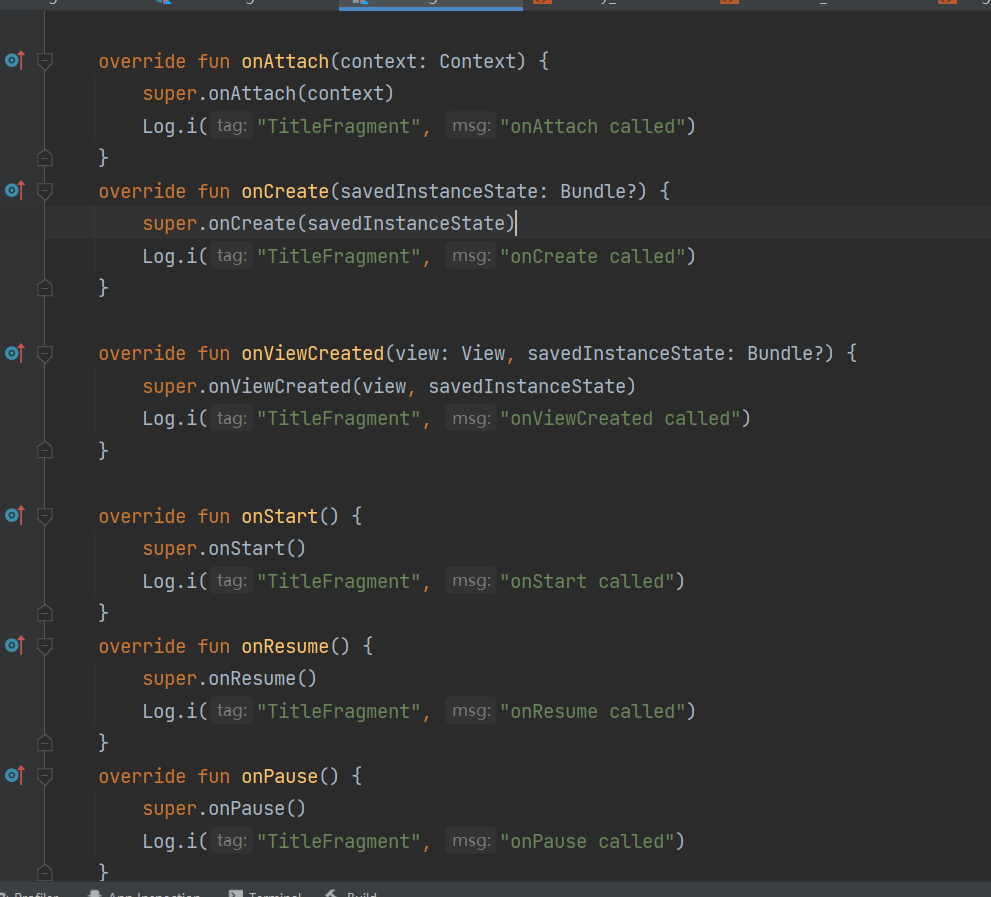 override fun onAttach(context: Context) {
super.onAttach(context)
Log.i( tag: "TitleFragment", msg: "onAttach called")
}
override fun onCreate(savedInstanceState: Bundle?) {
super.onCreate(savedInstanceState)
Log.i( tag: "TitleFragment", msg: "onCreate called")
}
override fun onViewCreated(view: View, savedInstanceState: Bundle?) {
super.onViewCreated(view, savedInstanceState)
Log.i( tag: "TitleFragment", msg: "onViewCreated called")
}
override fun onStart() {
super.onStart()
Log.i( tag: "TitleFragment", msg: "onStart called")
}
override fun onResume() {
super.onResume()
Log.i( tag: "TitleFragment", msg: "onResume called")
}
override fun onPause() {
super.onPause()
Log.i( tag: "TitleFragment", msg: "onPause called")
}
Profiler App Inspection Terminal Build